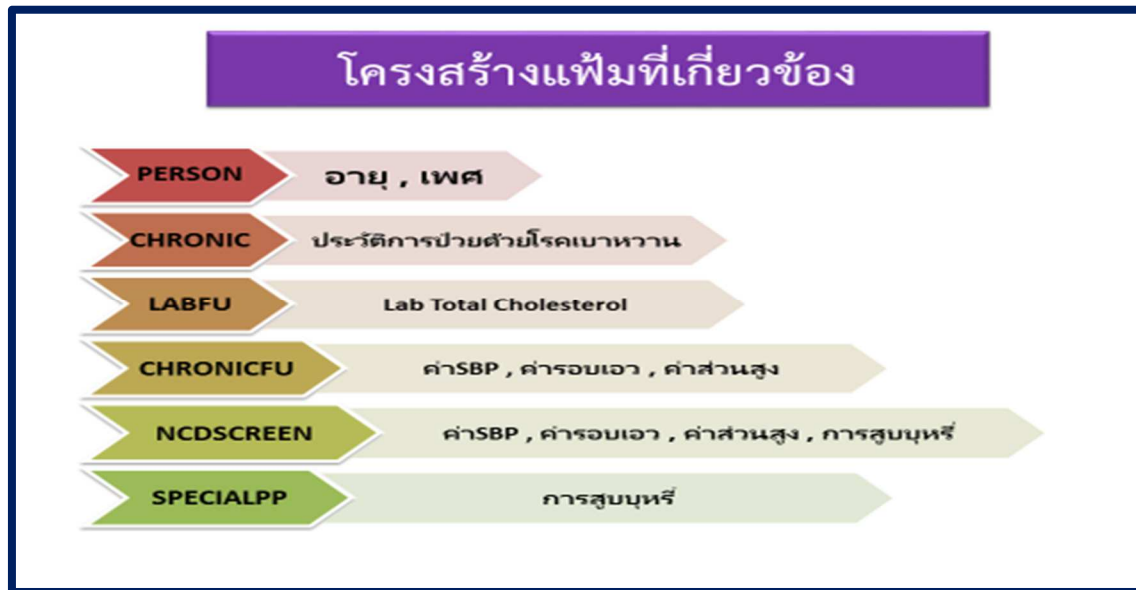 โครงสร้างแฟ้มที่เกี่ยวข้อง
PERSON อายุ , เพศ
CHRONIC ประวัติการป่วยด้วยโรคเบาหวาน
LABFU Lab Total Cholesterol
CHRONICFU ค่าSBP , ค่ารอบเอว , ค่าส่วนสูง
NCDSCREEN ค่าSBP , ค่ารอบเอว , ค่าส่วนสูง , การสูบบุหรี่
SPECIALPP การสูบบุหรี่